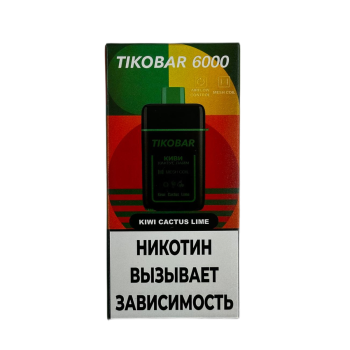 TIKOBAR 6000
TIKOBAR
KIWI CACTUS LIME
НИКОТИН
ВЫЗЫВАЕТ
ЗАВИСИМОСТЬ